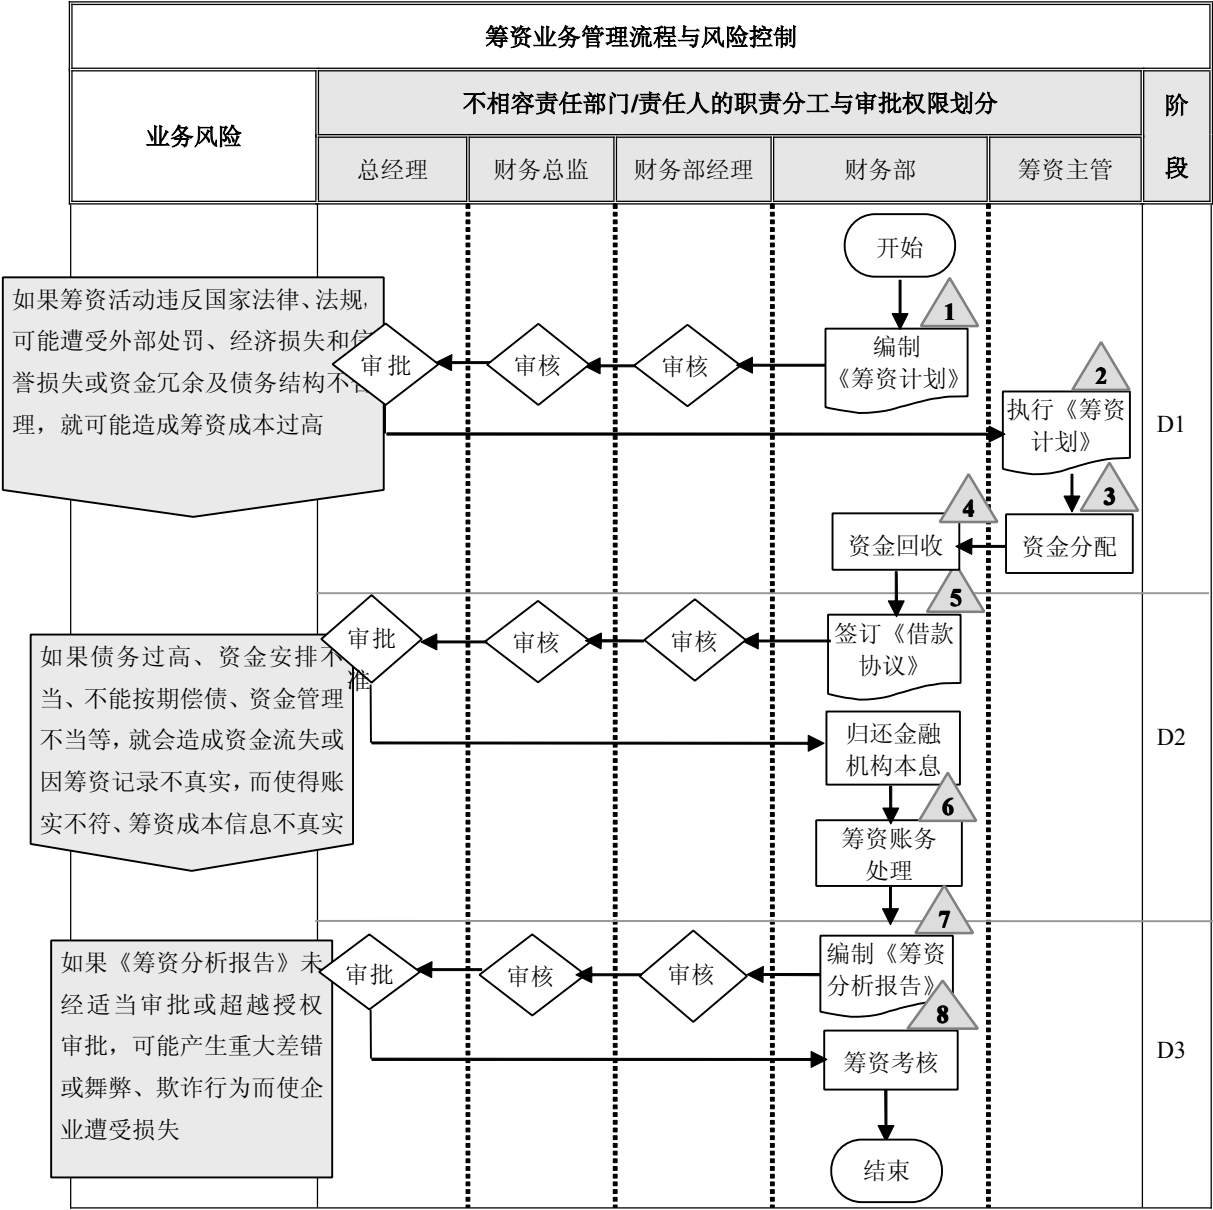 筹资业务管理流程与风险控制
业务风险
不相容责任部门/责任人的职责分工与审批权限划分
阶
段
总经理
财务总监
财务部经理
财务部
筹资主管
开始
如果筹资活动违反国家法律、法规,
可能遭受外部处罚、经济损失和信
誉损失或资金冗余及债务结构不合
理，就可能造成筹资成本过高
审批
审核
审核
1
编制
《筹资计划》
2
执行《筹资
计划》
D1
3
资金分配
4
资金回收
5
签订《借款
协议》
审核
审核
审批
准
如果债务过高、资金安排不
当、不能按期偿债、资金管理
不当等，就会造成资金流失或
因筹资记录不真实，而使得账
实不符、筹资成本信息不真实
归还金融
机构本息
D2
6
筹资账务
处理
7
编制《筹资
分析报告》
审核
审核
审批
如果《筹资分析报告》未
经适当审批或超越授权
审批，可能产生重大差错
或舞弊、欺诈行为而使企
业遭受损失
8
筹资考核
D3
结束